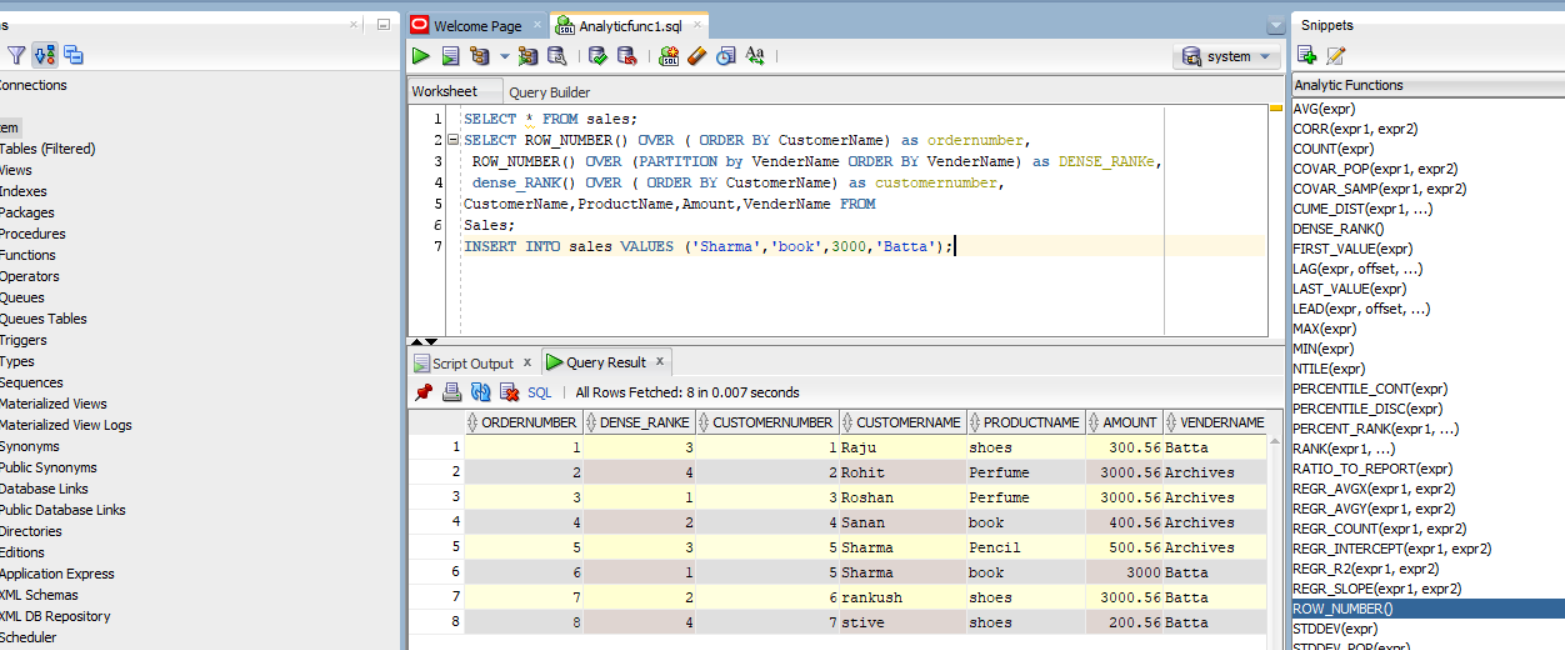 Welcome Page
Analyticfunc1.sql
Snippets
system
Connections
Worksheet
Query Builder
Analytic Functions
1 SELECT * FROM sales;
2 SELECT ROW_NUMBER() OVER ( ORDER BY CustomerName) as ordernumber,
3 ROW_NUMBER() OVER (PARTITION by VenderName ORDER BY VenderName) as DENSE_RANKe,
4 dense_RANK() OVER ( ORDER BY CustomerName) as customernumber,
5 CustomerName,ProductName,Amount,VenderName FROM
6 Sales;
7 INSERT INTO sales VALUES ('Sharma','book',3000,'Batta');
Tables (Filtered)
Views
Indexes
Packages
Procedures
Functions
Operators
Queues
Queues Tables
Triggers
Types
Sequences
Materialized Views
Materialized View Logs
Synonyms
Public Synonyms
Database Links
Public Database Links
Directories
Editions
Application Express
XML Schemas
XML DB Repository
Scheduler
Script Output
Query Result
SQL | All Rows Fetched: 8 in 0.007 seconds
ORDERNUMBER DENSE_RANKE CUSTOMERNUMBER CUSTOMERNAME PRODUCTNAME AMOUNT VENDERNAME
1 1 3 1 Raju shoes 300.56 Batta
2 2 4 2 Rohit Perfume 3000.56 Archives
3 3 1 3 Roshan Perfume 3000.56 Archives
4 4 2 4 Sanan book 400.56 Archives
5 5 3 5 Sharma Pencil 500.56 Archives
6 6 1 5 Sharma book 3000 Batta
7 7 2 6 rankush shoes 3000.56 Batta
8 8 4 7 stive shoes 200.56 Batta
AVG(expr)
CORR(expr1, expr2)
COUNT(expr)
COVAR_POP(expr1, expr2)
COVAR_SAMP(expr1, expr2)
CUME_DIST(expr1, ...)
DENSE_RANK()
FIRST_VALUE(expr)
LAG(expr, offset, ...)
LAST_VALUE(expr)
LEAD(expr, offset, ...)
MAX(expr)
MIN(expr)
NTILE(expr)
PERCENTILE_CONT(expr)
PERCENTILE_DISC(expr)
PERCENT_RANK(expr1, ...)
RANK(expr1, ...)
RATIO_TO_REPORT(expr)
REGR_AVGX(expr1, expr2)
REGR_AVGY(expr1, expr2)
REGR_COUNT(expr1, expr2)
REGR_INTERCEPT(expr1, expr2)
REGR_R2(expr1, expr2)
REGR_SLOPE(expr1, expr2)
ROW_NUMBER()
STDDEV(expr)
STDDEV_POP(expr)